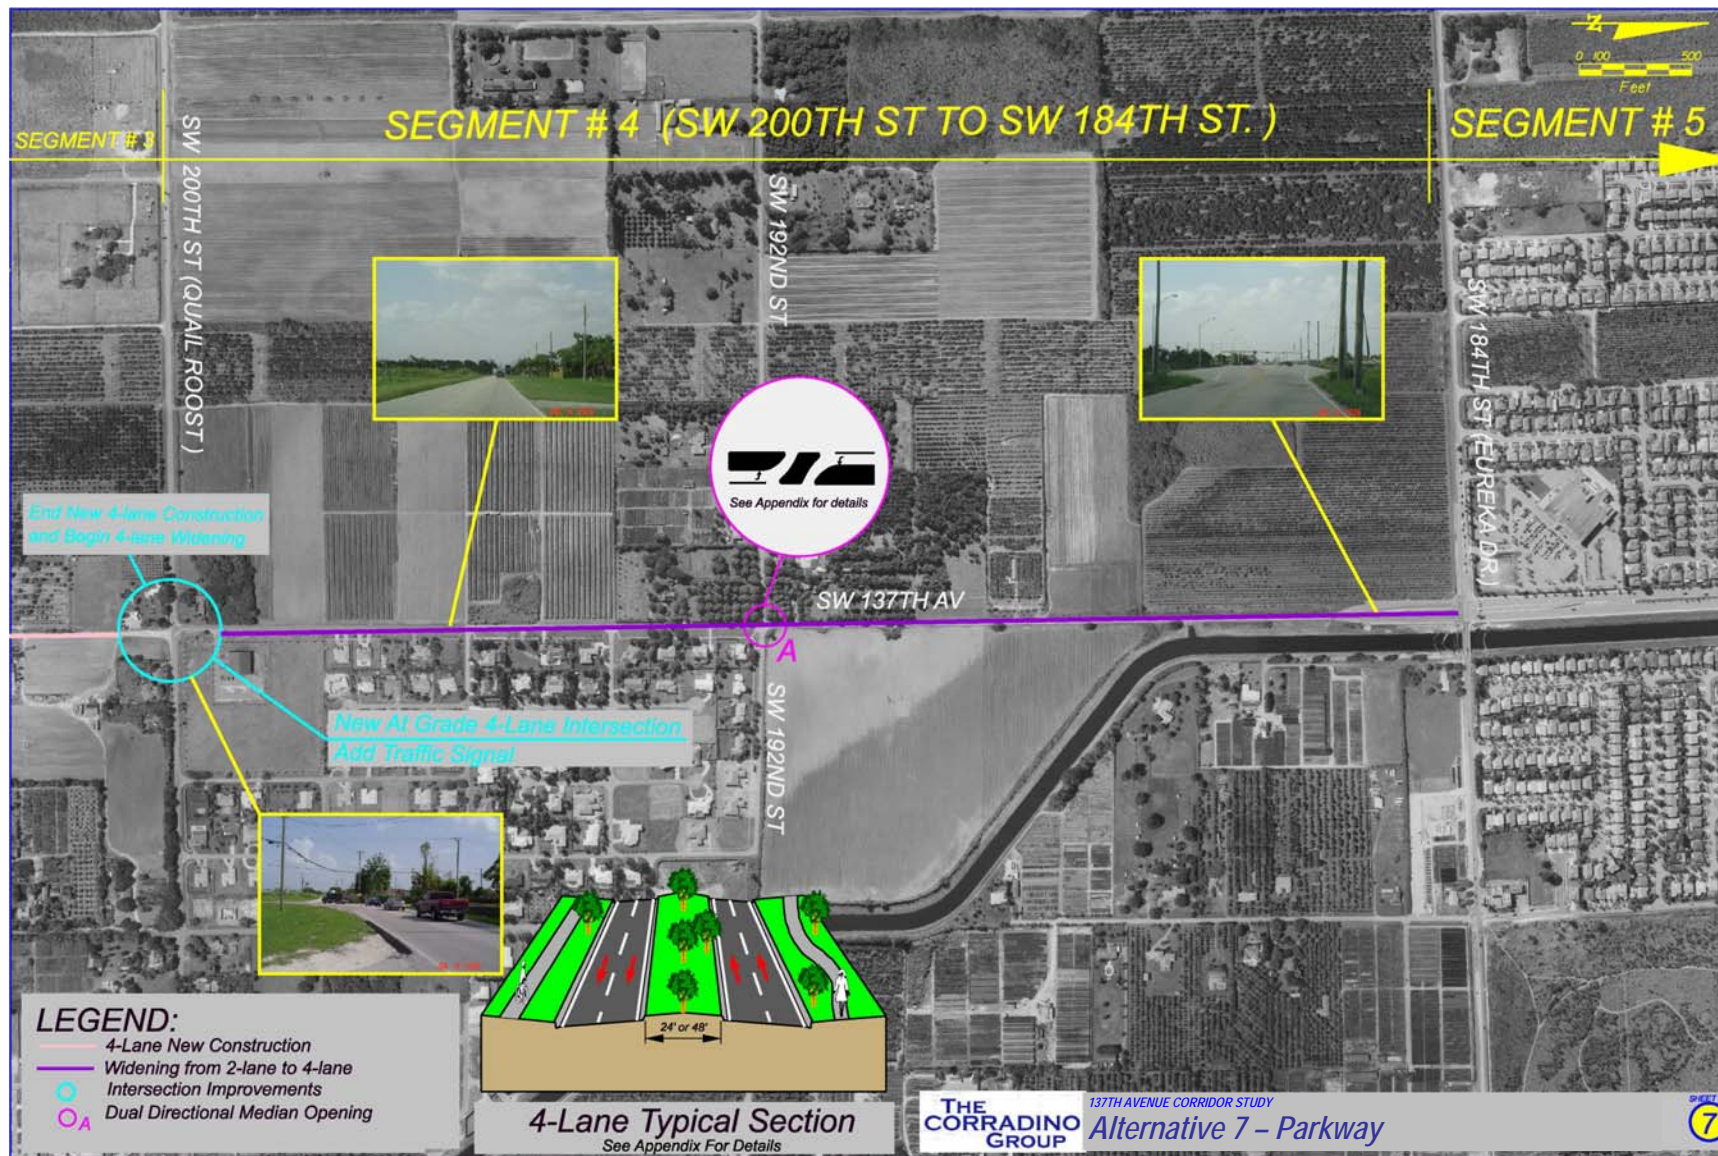 N
0 100 500
Feet
SEGMENT # 3
SEGMENT # 4 (SW 200TH ST TO SW 184TH ST. )
SEGMENT # 5
SW 200TH ST (QUAIL ROOST )
SW 192ND ST
SW 184TH ST (EUREKA DR.)
See Appendix for details
End New 4-lane Construction
and Begin 4-lane Widening
SW 137TH AV
A
New At Grade 4-Lane Intersection
Add Traffic Signal
SW 192ND ST
24' or 48'
LEGEND:
4-Lane New Construction
Widening from 2-lane to 4-lane
Intersection Improvements
A Dual Directional Median Opening
4-Lane Typical Section
See Appendix For Details
THE
CORRADINO
GROUP
137TH AVENUE CORRIDOR STUDY
Alternative 7 – Parkway
SHEET
7